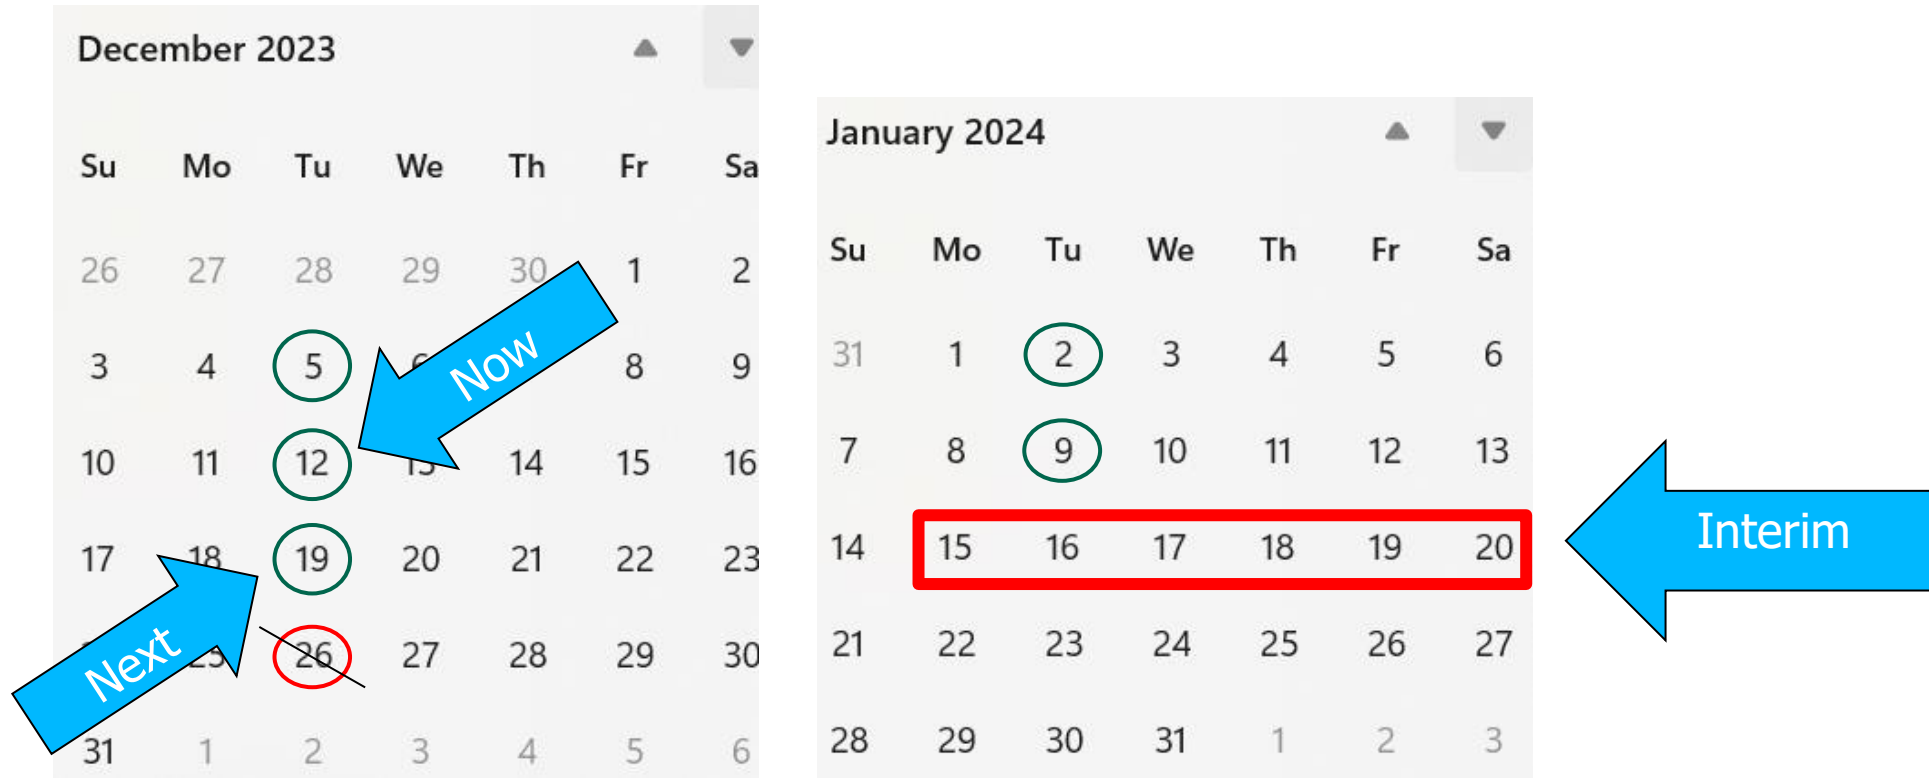 December 2023
Su Mo Tu We Th Fr Sa
26 27 28 29 30 1 2
3 4 5 8 9
10 11 12 13 14 15 16
17 18 19 20 21 22 23
25 26 27 28 29 30
31 1 2 3 4 5 6
Now
Next
January 2024
Su Mo Tu We Th Fr Sa
31 1 2 3 4 5 6
7 8 9 10 11 12 13
14 15 16 17 18 19 20
21 22 23 24 25 26 27
28 29 30 31 1 2 3
Interim